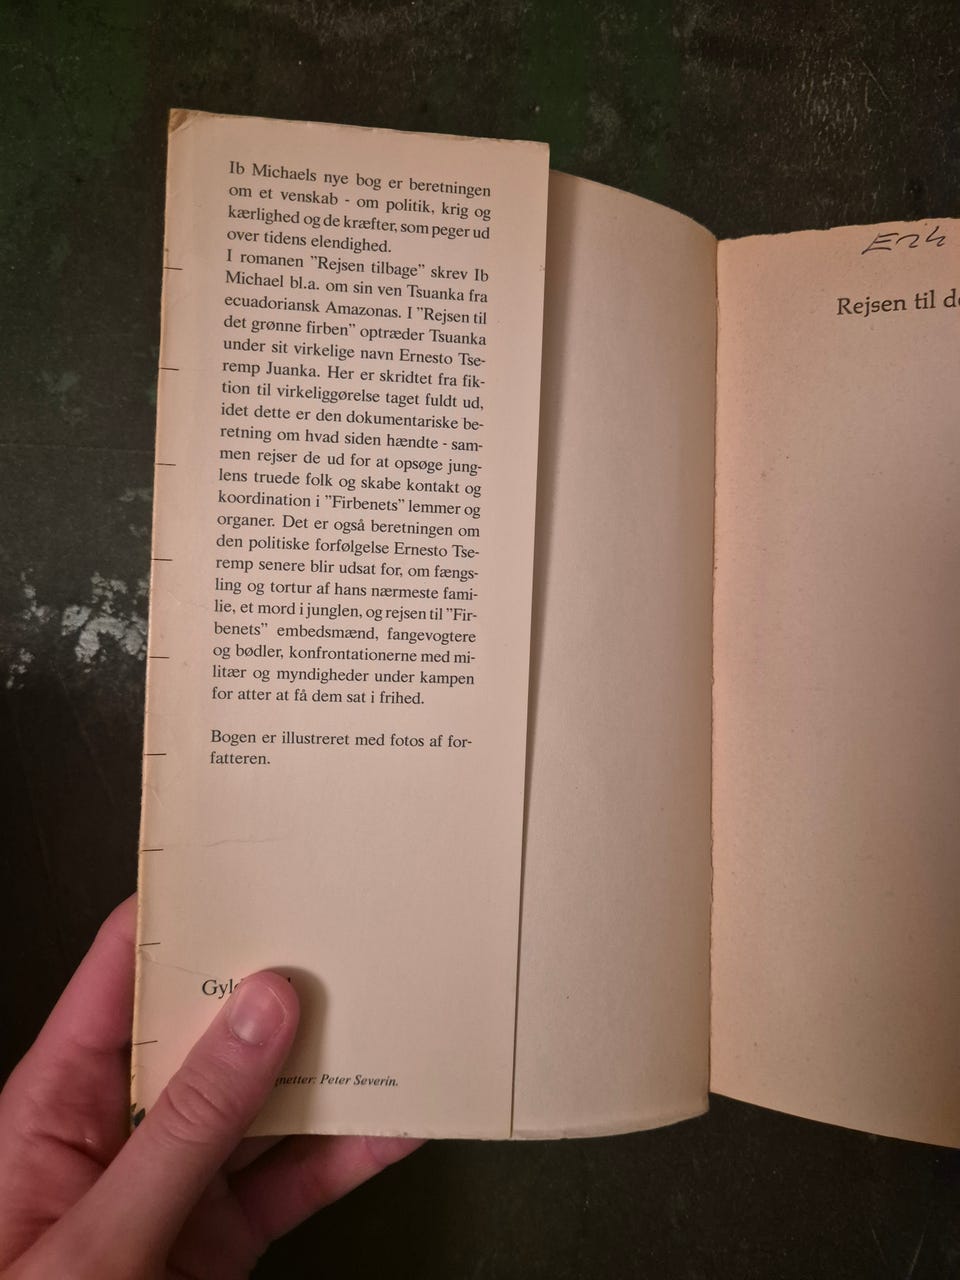 Ib Michaels nye bog er beretningen
om et venskab - om politik, krig og
kærlighed og de kræfter, som peger ud
over tidens elendighed.
I romanen ”Rejsen tilbage” skrev Ib
Michael bl.a. om sin ven Tsuanka fra
ecuadoriansk Amazonas. I ”Rejsen til
det grønne firben” optræder Tsuanka
under sit virkelige navn Ernesto Tse-
remp Juanka. Her er skridtet fra fik-
tion til virkeliggørelse taget fuldt ud,
idet dette er den dokumentariske be-
retning om hvad siden hændte - sam-
men rejser de ud for at opsøge jung-
lens truede folk og skabe kontakt og
koordination i ”Firbenets” lemmer og
organer. Det er også beretningen om
den politiske forfølgelse Ernesto Tse-
remp senere blir udsat for, om fængs-
ling og tortur af hans nærmeste fami-
lie, et mord i junglen, og rejsen til ”Fir-
benets” embedsmænd, fangevogtere
og bødler, konfrontationerne med mi-
litær og myndigheder under kampen
for atter at få dem sat i frihed.
Bogen er illustreret med fotos af for-
fatteren.
Peter Severin.
Erik
Rejsen til